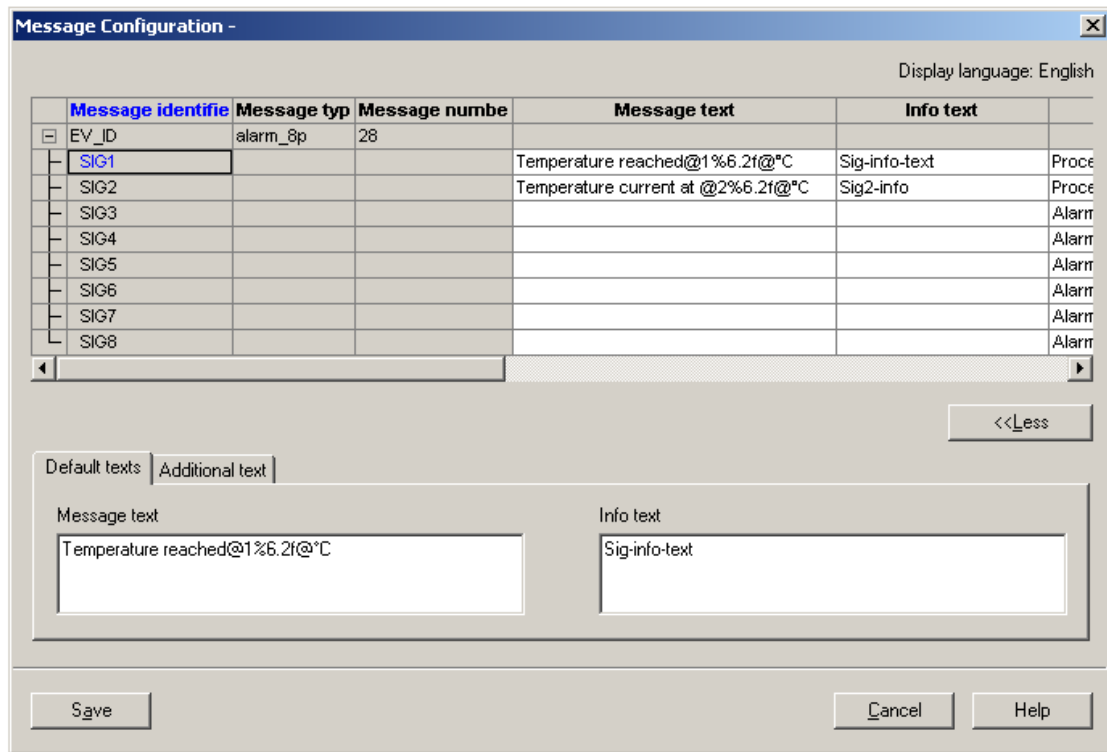 Message Configuration -
Display language: English
Message identifie Message typ Message numbe Message text Info text
EV_ID alarm_8p 28
SIG1 Temperature reached@1%6.2f@°C Sig-info-text Proce
SIG2 Temperature current at @2%6.2f@°C Sig2-info Proce
SIG3 Alarm
SIG4 Alarm
SIG5 Alarm
SIG6 Alarm
SIG7 Alarm
SIG8 Alarm
<<Less
Default texts Additional text
Message text Info text
Temperature reached@1%6.2f@°C Sig-info-text
Save Cancel Help